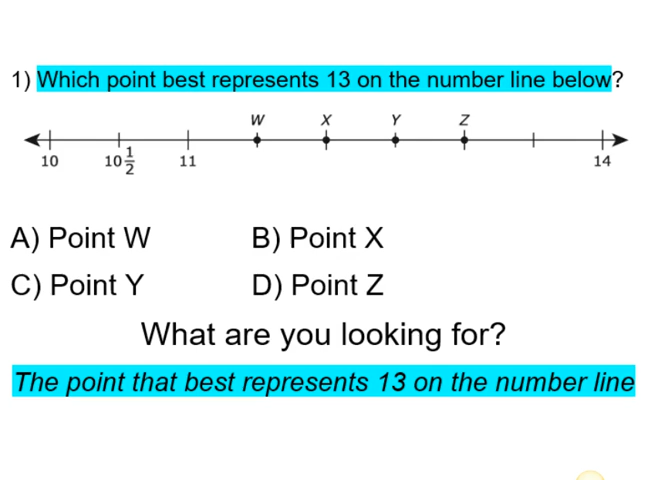 1) Which point best represents 13 on the number line below?
W X Y Z
10 10 1/2 11 14
A) Point W B) Point X
C) Point Y D) Point Z
What are you looking for?
The point that best represents 13 on the number line